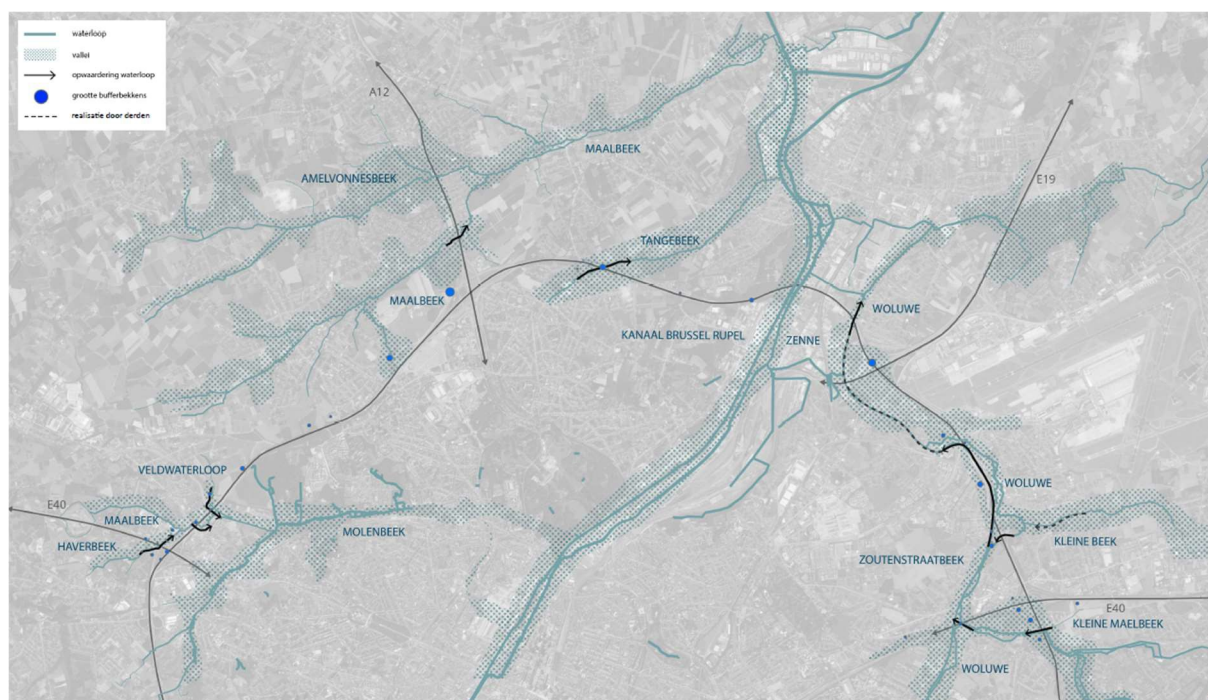 waterloop
vallei
opwaardering waterloop
grootte bufferbekkens
realisatie door derden
A12
MAALBEEK
AMELVONNESBEEK
E19
TANGEBEEK
MAALBEEK
WOLUWE
KANAAL BRUSSEL RUPEL
ZENNE
VELDWATERLOOP
E40
WOLUWE
MAALBEEK
MOLENBEEK
HAVERBEEK
KLEINE BEEK
ZOUTENSTRAATBEEK
E40
KLEINE MAELBEEK
WOLUWE